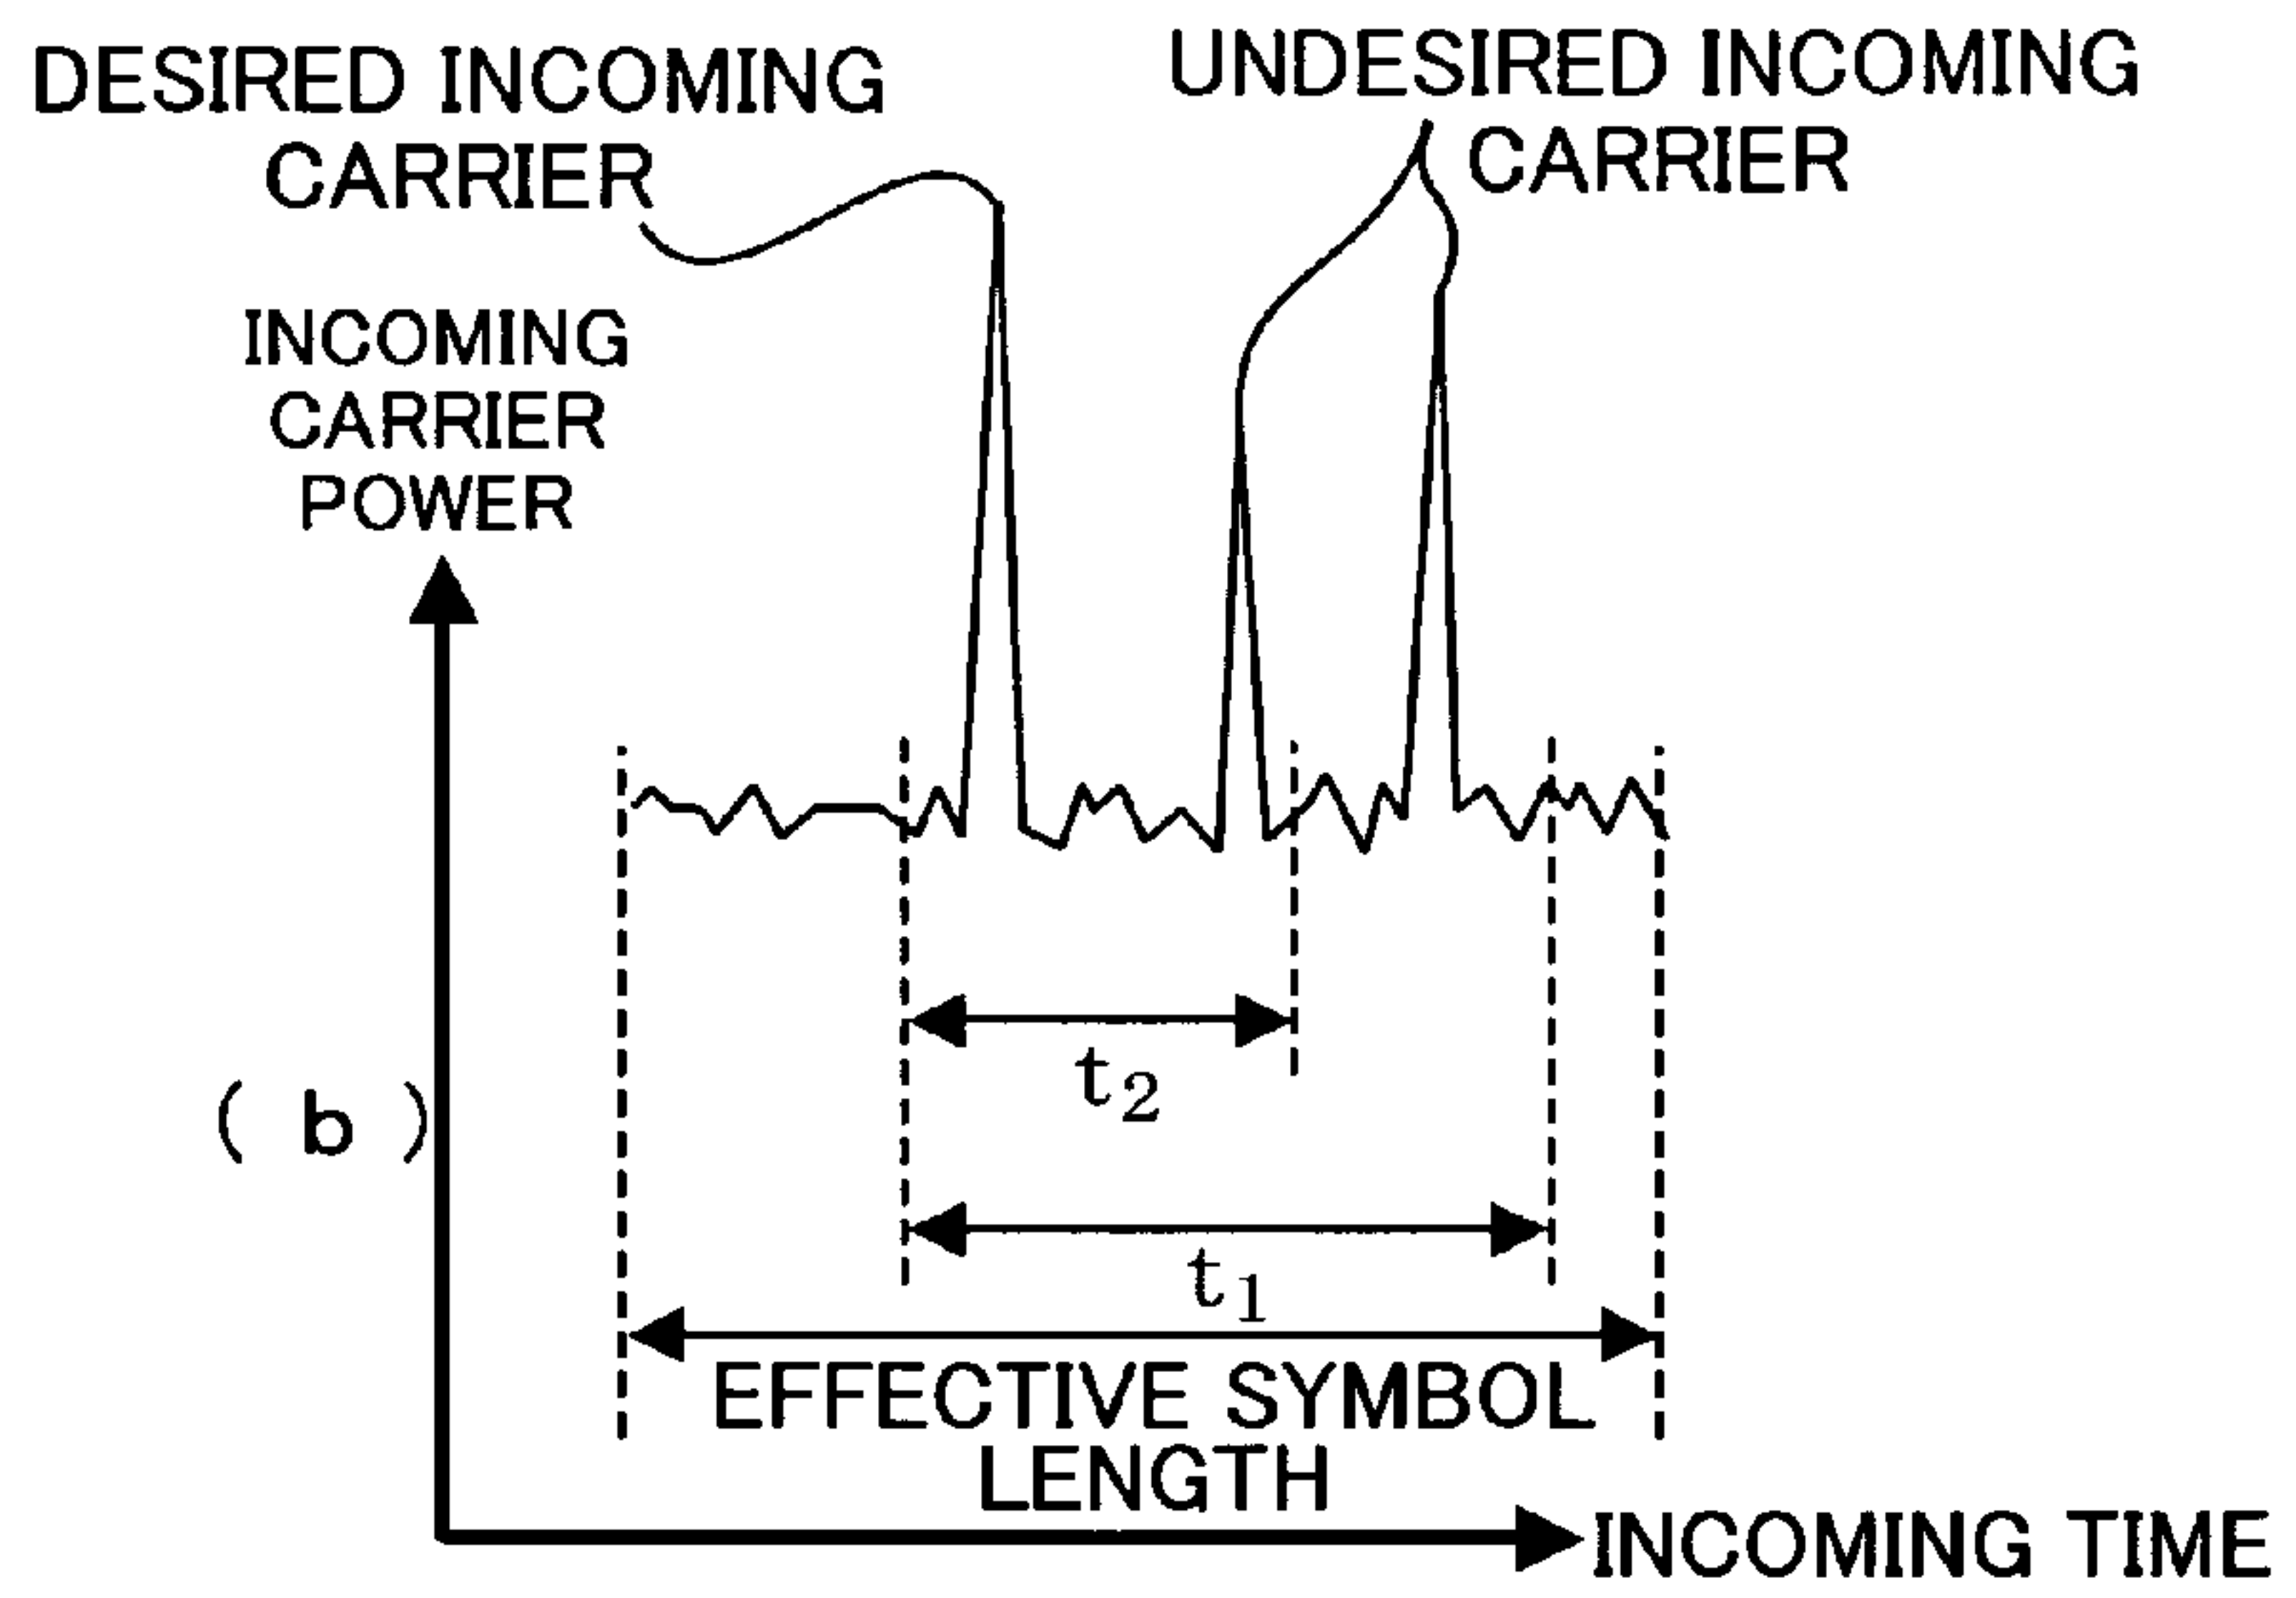 DESIRED INCOMING
CARRIER
UNDESIRED INCOMING
CARRIER
INCOMING
CARRIER
POWER
t2
( b )
t1
EFFECTIVE SYMBOL
LENGTH
INCOMING TIME